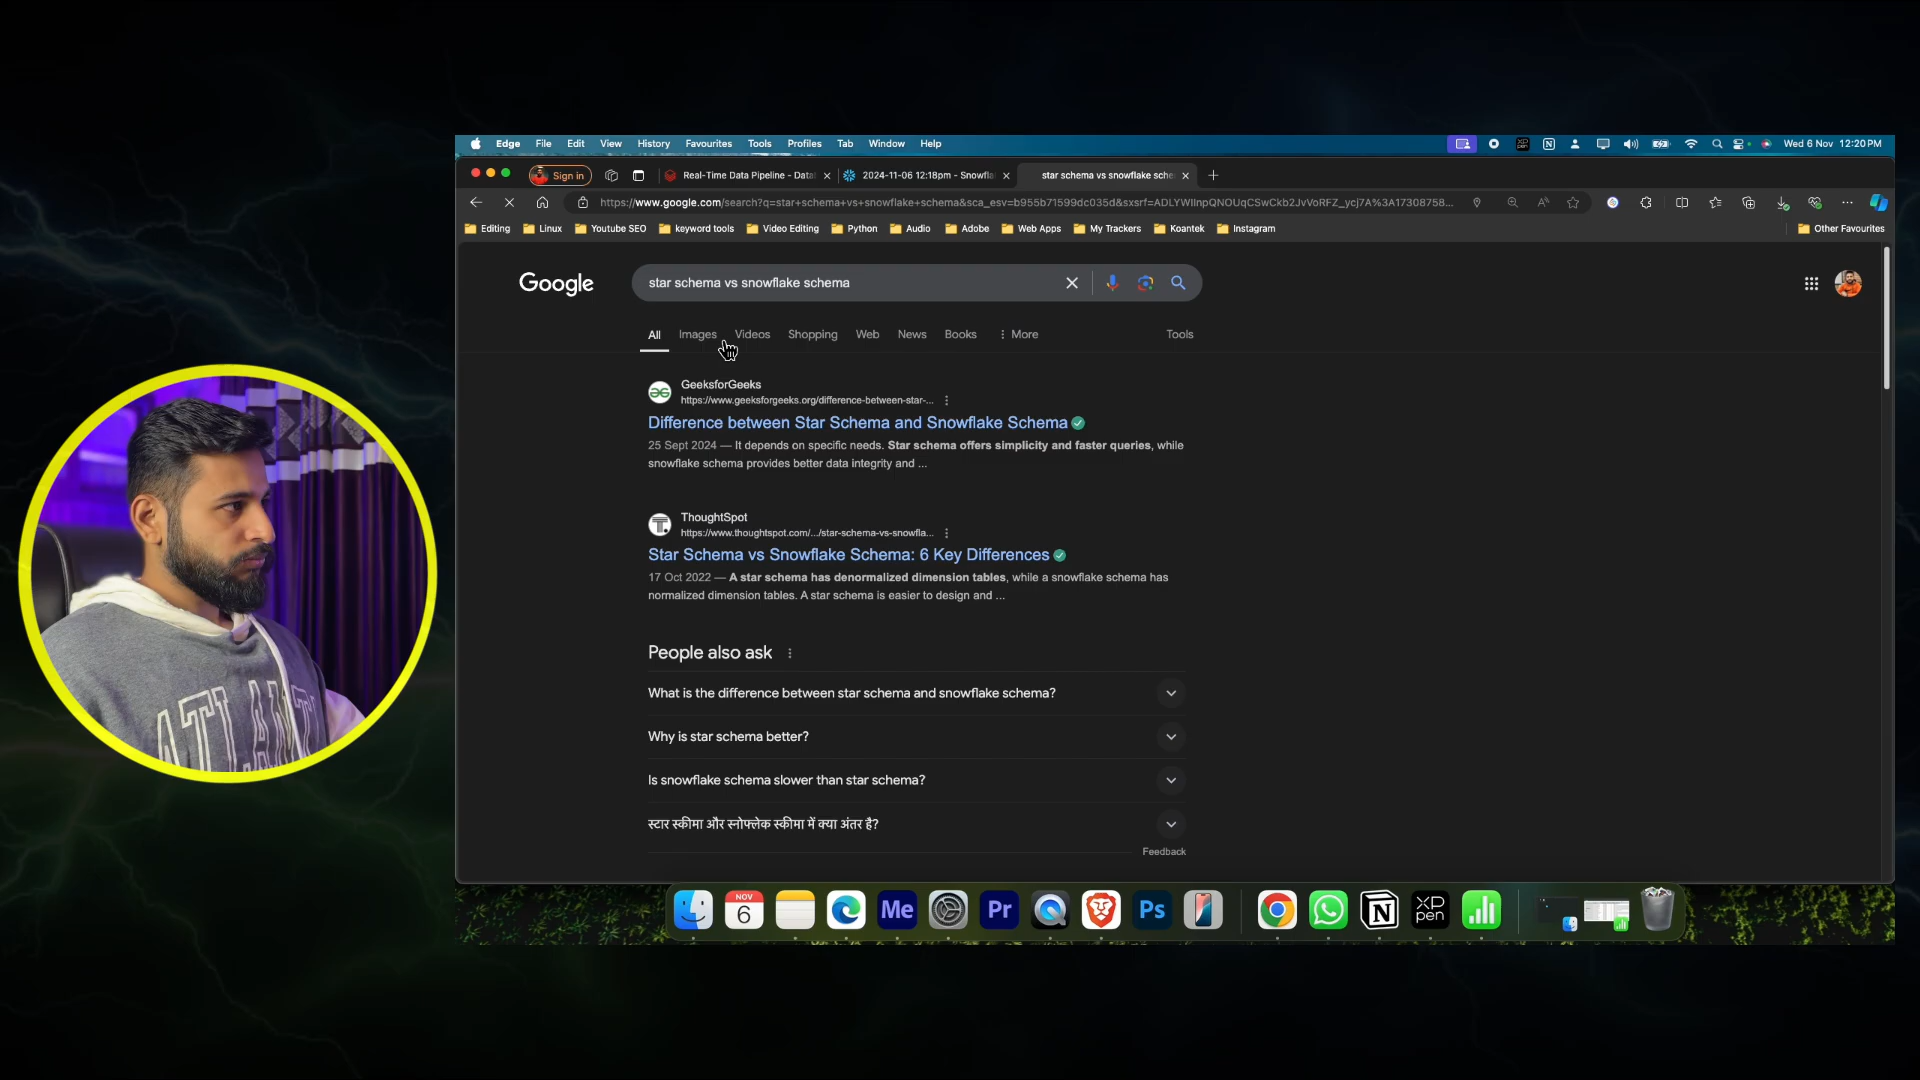 Edge File Edit View History Favourites Tools Profiles Tab Window Help
Wed 6 Nov 12:20 PM
Sign in
Real-Time Data Pipeline - Data
2024-11-06 12:18pm - Snowfla
star schema vs snowflake sche
Editing Linux Youtube SEO keyword tools Video Editing Python Audio Adobe Web Apps My Trackers Koantek Instagram Other Favourites
Google
star schema vs snowflake schema
All Images Videos Shopping Web News Books More Tools
GeeksforGeeks
https://www.geeksforgeeks.org/difference-between-star-...
Difference between Star Schema and Snowflake Schema
25 Sept 2024 — It depends on specific needs. Star schema offers simplicity and faster queries, while
snowflake schema provides better data integrity and ...
ThoughtSpot
https://www.thoughtspot.com/.../star-schema-vs-snowfla...
Star Schema vs Snowflake Schema: 6 Key Differences
17 Oct 2022 — A star schema has denormalized dimension tables, while a snowflake schema has
normalized dimension tables. A star schema is easier to design and ...
People also ask
What is the difference between star schema and snowflake schema?
Why is star schema better?
Is snowflake schema slower than star schema?
स्टार स्कीमा और स्नोफ्लेक स्कीमा में क्या अंतर है?
Feedback
NOV
6
Me
Pr
Ps
XP
pen